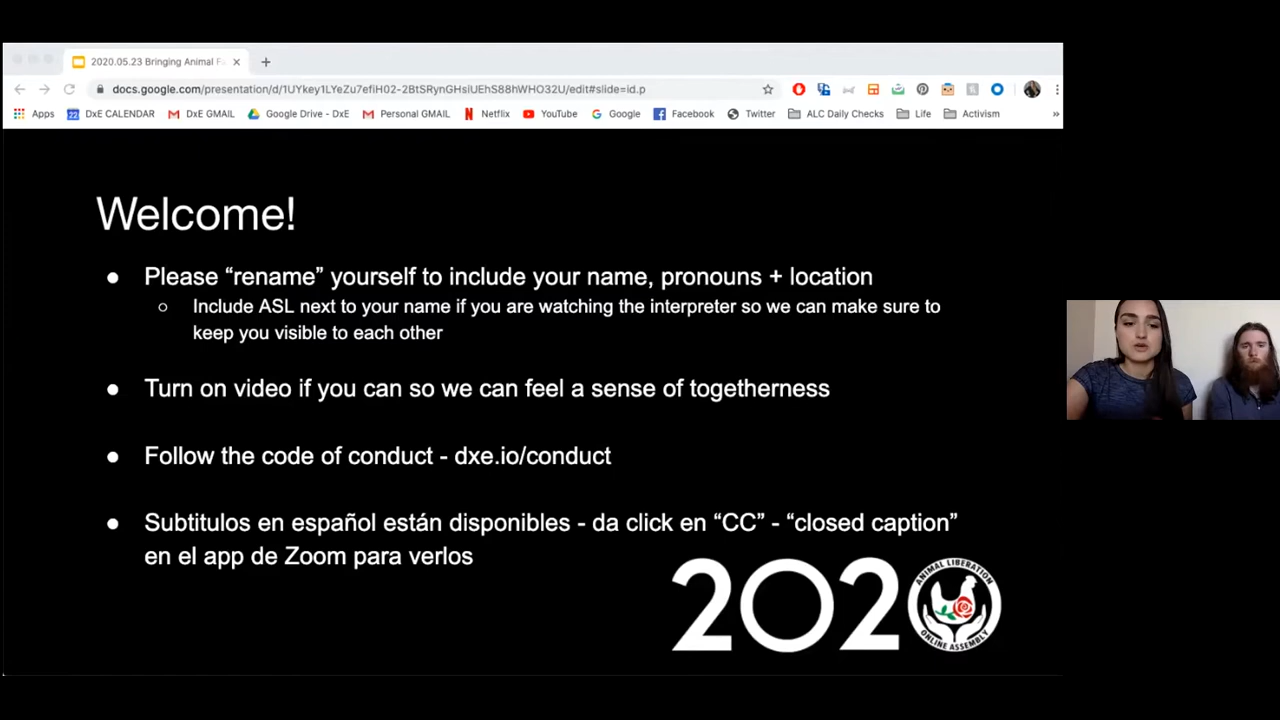 2020.05.23 Bringing Animal F
docs.google.com/presentation/d/1UYkey1LYeZu7efiH02-2BtSRynGHsiUEhS88hWHO32U/edit#slide=id.p
Apps DxE CALENDAR DxE GMAIL Google Drive - DxE Personal GMAIL Netflix YouTube Google Facebook Twitter ALC Daily Checks Life Activism
Welcome!
Please “rename” yourself to include your name, pronouns + location
Include ASL next to your name if you are watching the interpreter so we can make sure to
keep you visible to each other
Turn on video if you can so we can feel a sense of togetherness
Follow the code of conduct - dxe.io/conduct
Subtitulos en español están disponibles - da click en “CC” - “closed caption”
en el app de Zoom para verlos
2020
ANIMAL LIBERATION
ONLINE ASSEMBLY